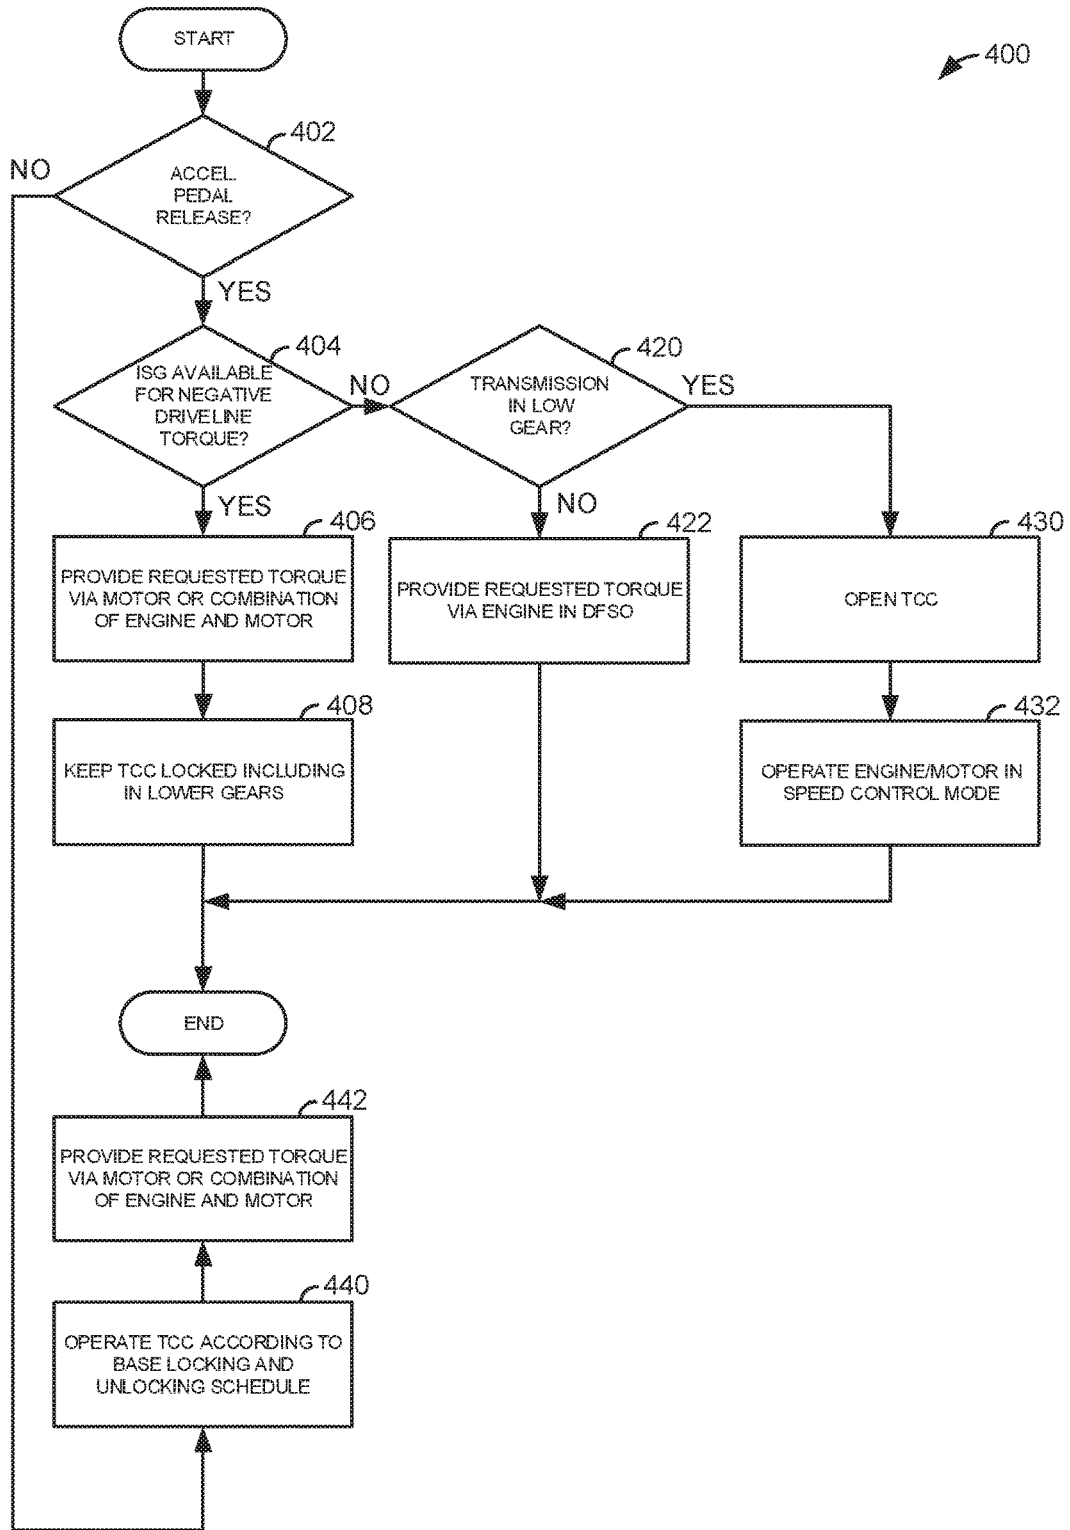 START
400
402
NO
ACCEL.
PEDAL
RELEASE?
YES
404
ISG AVAILABLE
FOR NEGATIVE
DRIVELINE
TORQUE?
NO
420
TRANSMISSION
IN LOW
GEAR?
YES
YES
NO
406
PROVIDE REQUESTED TORQUE
VIA MOTOR OR COMBINATION
OF ENGINE AND MOTOR
422
PROVIDE REQUESTED TORQUE
VIA ENGINE IN DFSO
430
OPEN TCC
408
KEEP TCC LOCKED INCLUDING
IN LOWER GEARS
432
OPERATE ENGINE/MOTOR IN
SPEED CONTROL MODE
END
442
PROVIDE REQUESTED TORQUE
VIA MOTOR OR COMBINATION
OF ENGINE AND MOTOR
440
OPERATE TCC ACCORDING TO
BASE LOCKING AND
UNLOCKING SCHEDULE